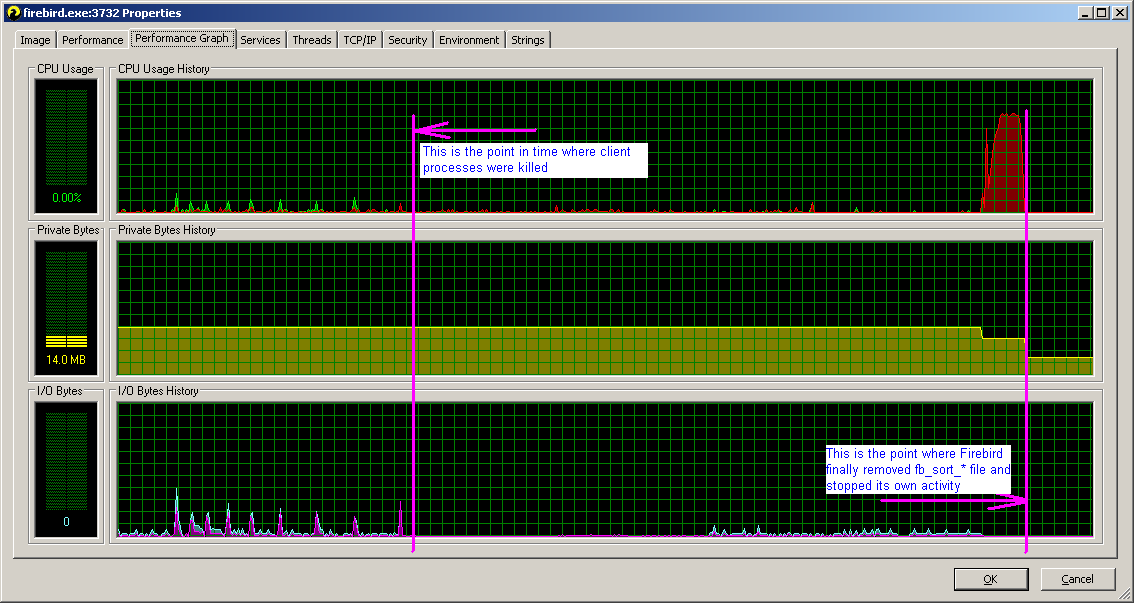 firebird.exe:3732 Properties
Image Performance Performance Graph Services Threads TCP/IP Security Environment Strings
CPU Usage CPU Usage History
This is the point in time where client
processes were killed
0.00%
Private Bytes Private Bytes History
14.0 MB
I/O Bytes I/O Bytes History
This is the point where Firebird
finally removed fb_sort_* file and
stopped its own activity
0
OK Cancel